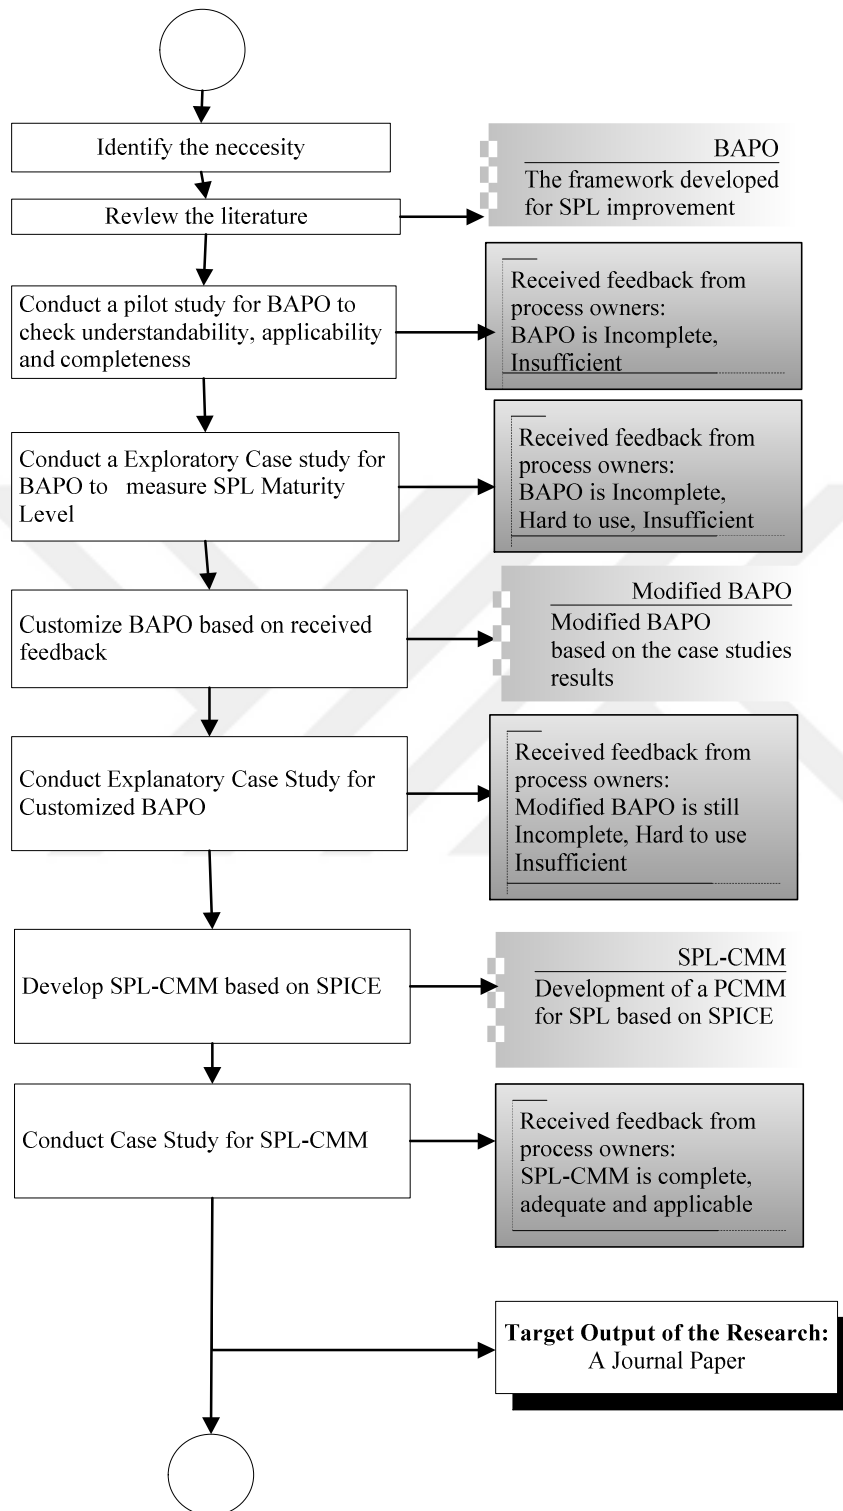 Identify the neccesity
BAPO
The framework developed
for SPL improvement
Revlew the literature
Conduct a pilot study for BAPO to
check understandability, applicability
and completeness
Received feedback from
process owners:
BAPO is Incomplete,
Insufficient
Conduct a Exploratory Case study for
BAPO to measure SPL Maturity
Level
Received feedback from
process owners:
BAPO is Incomplete,
Hard to use, Insufficient
Customize BAPO based on received
feedback
Modified BAPO
Modified BAPO
based on the case studies
results
Conduct Explanatory Case Study for
Customized BAPO
Received feedback from
process owners:
Modified BAPO is still
Incomplete, Hard to use
Insufficient
Develop SPL-CMM based on SPICE
SPL-CMM
Development of a PCMM
for SPL based on SPICE
Conduct Case Study for SPL-CMM
Received feedback from
process owners:
SPL-CMM is complete,
adequate and applicable
Target Output of the Research:
A Journal Paper